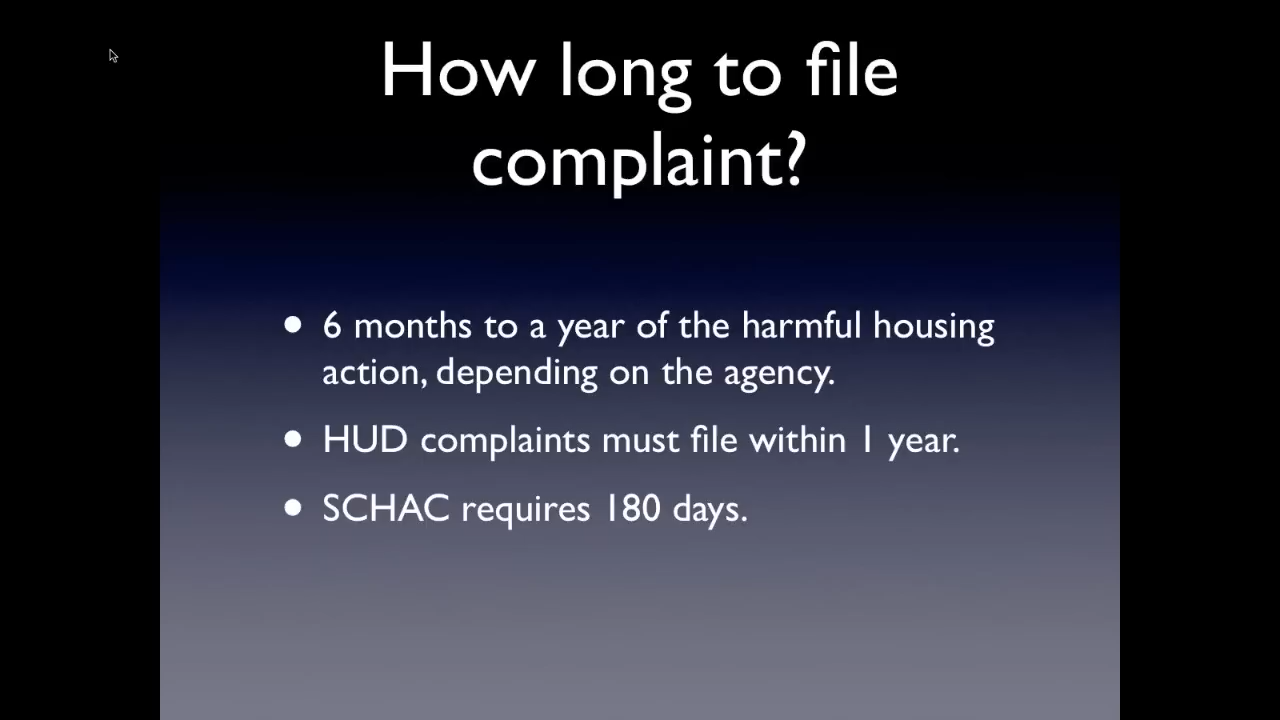 How long to file
complaint?
• 6 months to a year of the harmful housing
action, depending on the agency.
• HUD complaints must file within 1 year.
• SCHAC requires 180 days.